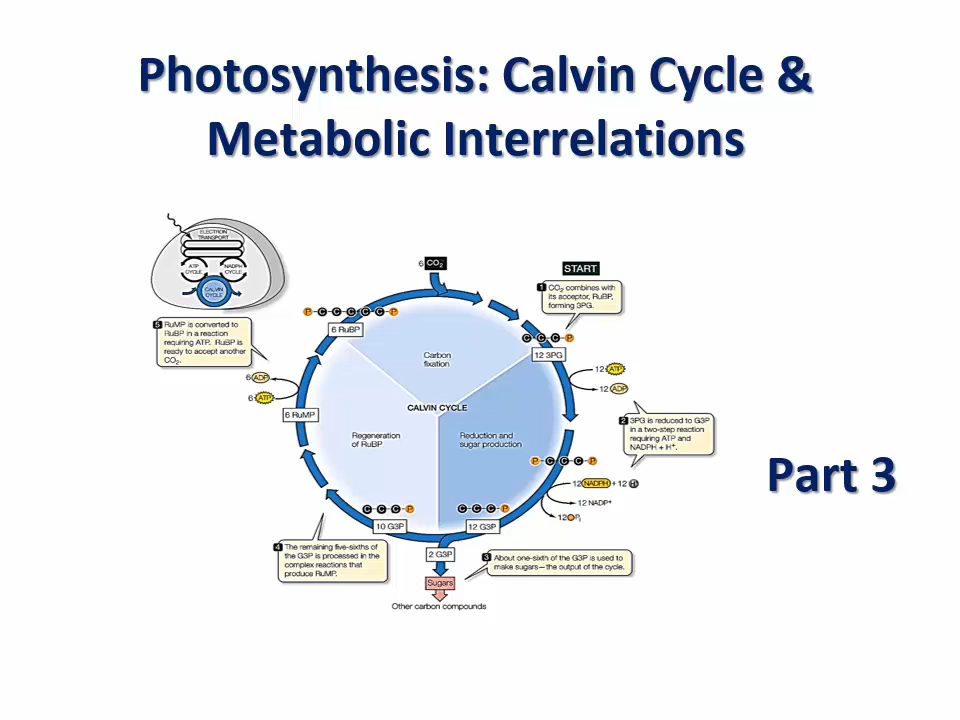 Photosynthesis: Calvin Cycle &
Metabolic Interrelations
ELECTRON
TRANSPORT
ATP
CYCLE
NADPH
CYCLE
CALVIN
CYCLE
6 CO₂
START
1 CO₂ combines with
its acceptor, RuBP,
forming 3PG.
P C C C C C P
6 RuBP
C C C P
12 3PG
5 RuMP is converted to
RuBP in a reaction
requiring ATP. RuBP is
ready to accept another
CO₂.
Carbon
fixation
12 ATP
12 ADP
6 ADP
6 ATP
CALVIN CYCLE
6 RuMP
2 3PG is reduced to G3P
in a two-step reaction
requiring ATP and
NADPH + H⁺.
Regeneration
of RuBP
Reduction and
sugar production
P C C C P
Part 3
12 NADPH + 12 H
12 NADP⁺
12 Pi
C C C P
10 G3P
C C C P
12 G3P
4 The remaining five-sixths of
the G3P is processed in the
complex reactions that
produce RuMP.
2 G3P
3 About one-sixth of the G3P is used to
make sugars—the output of the cycle.
Sugars
Other carbon compounds